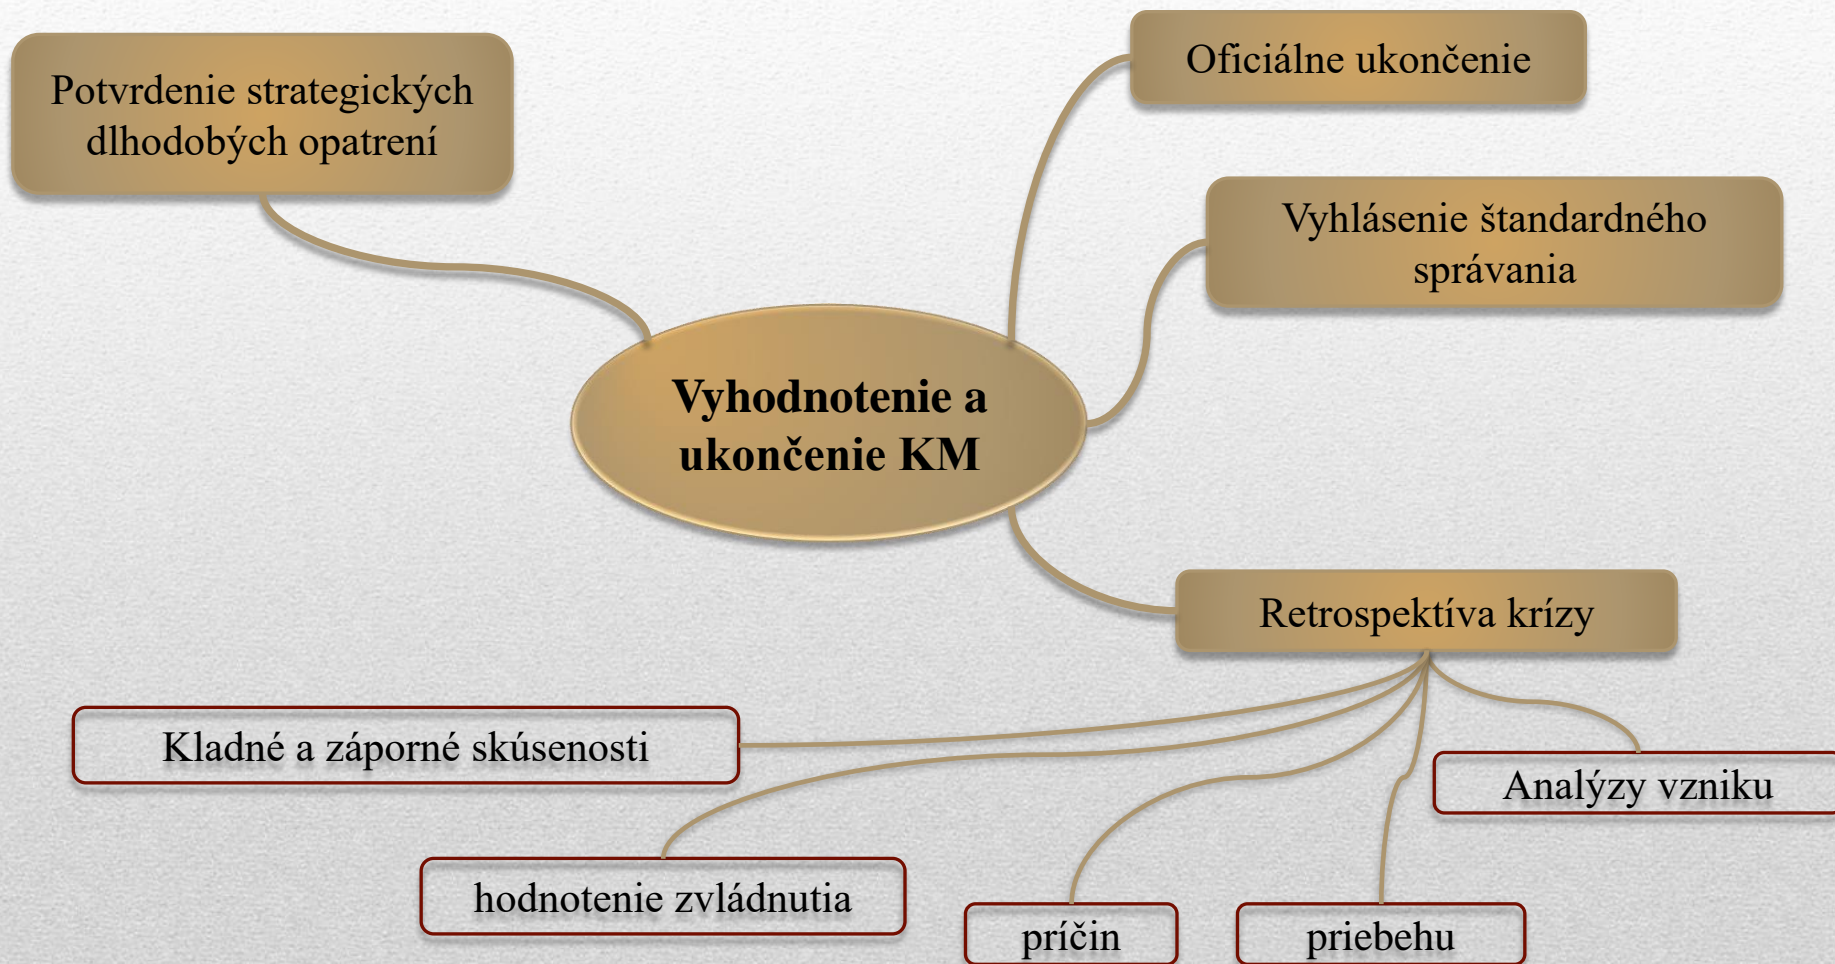 Potvrdenie strategických
dlhodobých opatrení
Oficiálne ukončenie
Vyhlásenie štandardného
správania
Vyhodnotenie a
ukončenie KM
Retrospektíva krízy
Kladné a záporné skúsenosti
Analýzy vzniku
hodnotenie zvládnutia
príčin
priebehu